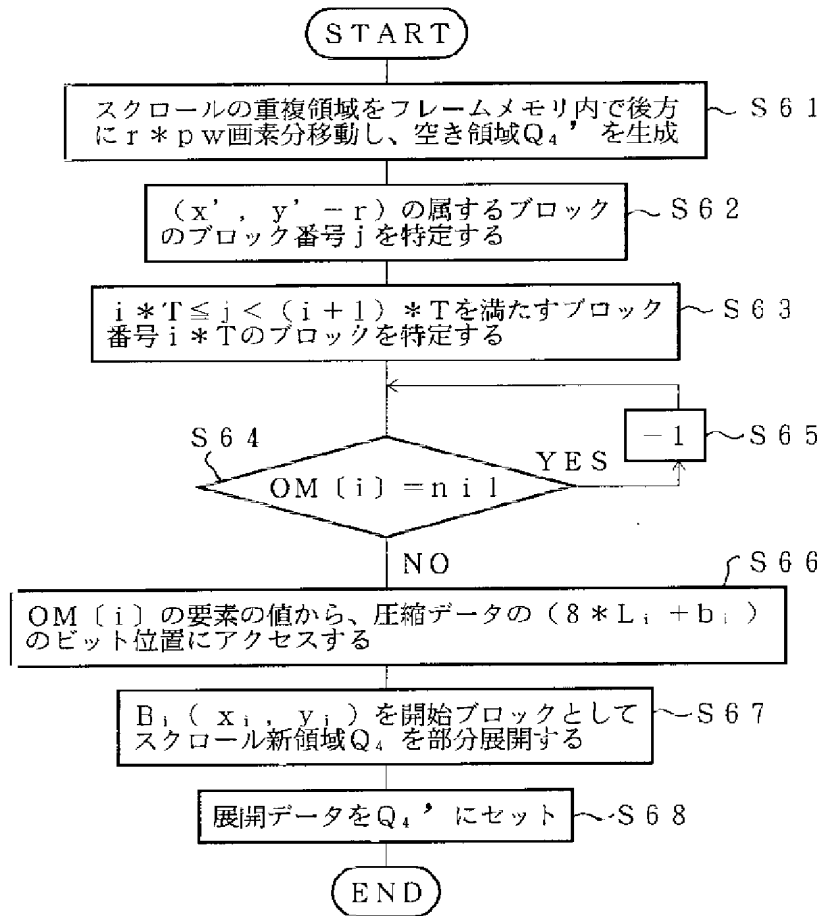 START
スクロールの重複領域をフレームメモリ内で後方
にr*pw画素分移動し、空き領域Q₄'を生成
S61
(x', y'-r)の属するブロック
のブロック番号jを特定する
S62
i*T≦j<(i+1)*Tを満たすブロック
番号i*Tのブロックを特定する
S63
S64
OM〔i〕=nil
YES
-1
S65
NO
S66
OM〔i〕の要素の値から、圧縮データの(8*Lᵢ+bᵢ)
のビット位置にアクセスする
Bᵢ(xᵢ, yᵢ)を開始ブロックとして
スクロール新領域Q₄を部分展開する
S67
展開データをQ₄'にセット
S68
END